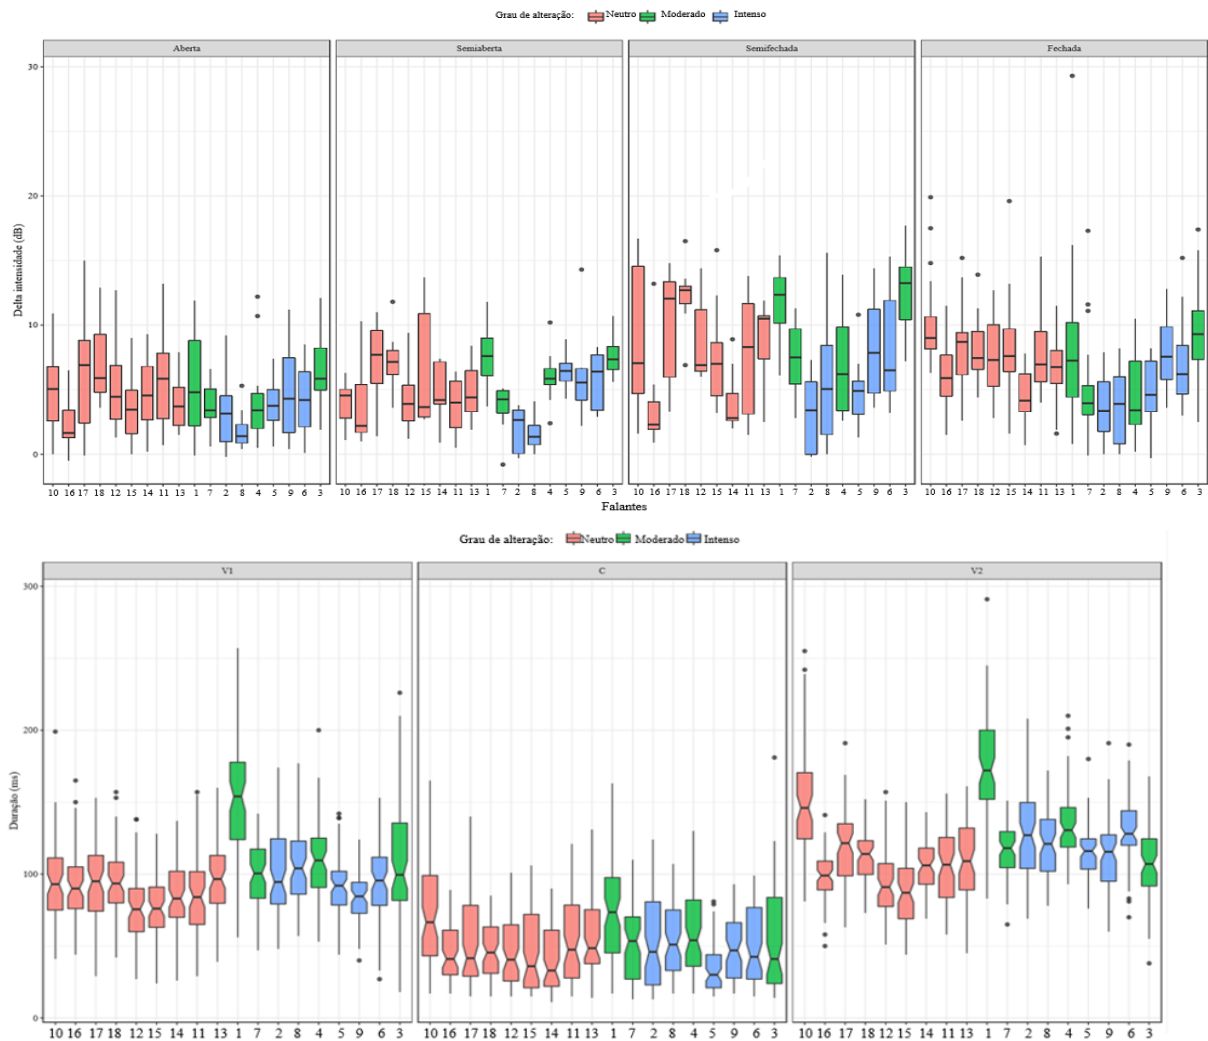 Grau de alteração: Neutro Moderado Intenso
Aberta Semiaberta Semifechada Fechada
30
20
10
0
Delta intensidade (dB)
10 16 17 18 12 15 14 11 13 1 7 2 8 4 5 9 6 3 10 16 17 18 12 15 14 11 13 1 7 2 8 4 5 9 6 3 10 16 17 18 12 15 14 11 13 1 7 2 8 4 5 9 6 3 10 16 17 18 12 15 14 11 13 1 7 2 8 4 5 9 6 3
Falantes
Grau de alteração: Neutro Moderado Intenso
V1 C V2
300
200
100
0
Duração (ms)
10 16 17 18 12 15 14 11 13 1 7 2 8 4 5 9 6 3 10 16 17 18 12 15 14 11 13 1 7 2 8 4 5 9 6 3 10 16 17 18 12 15 14 11 13 1 7 2 8 4 5 9 6 3